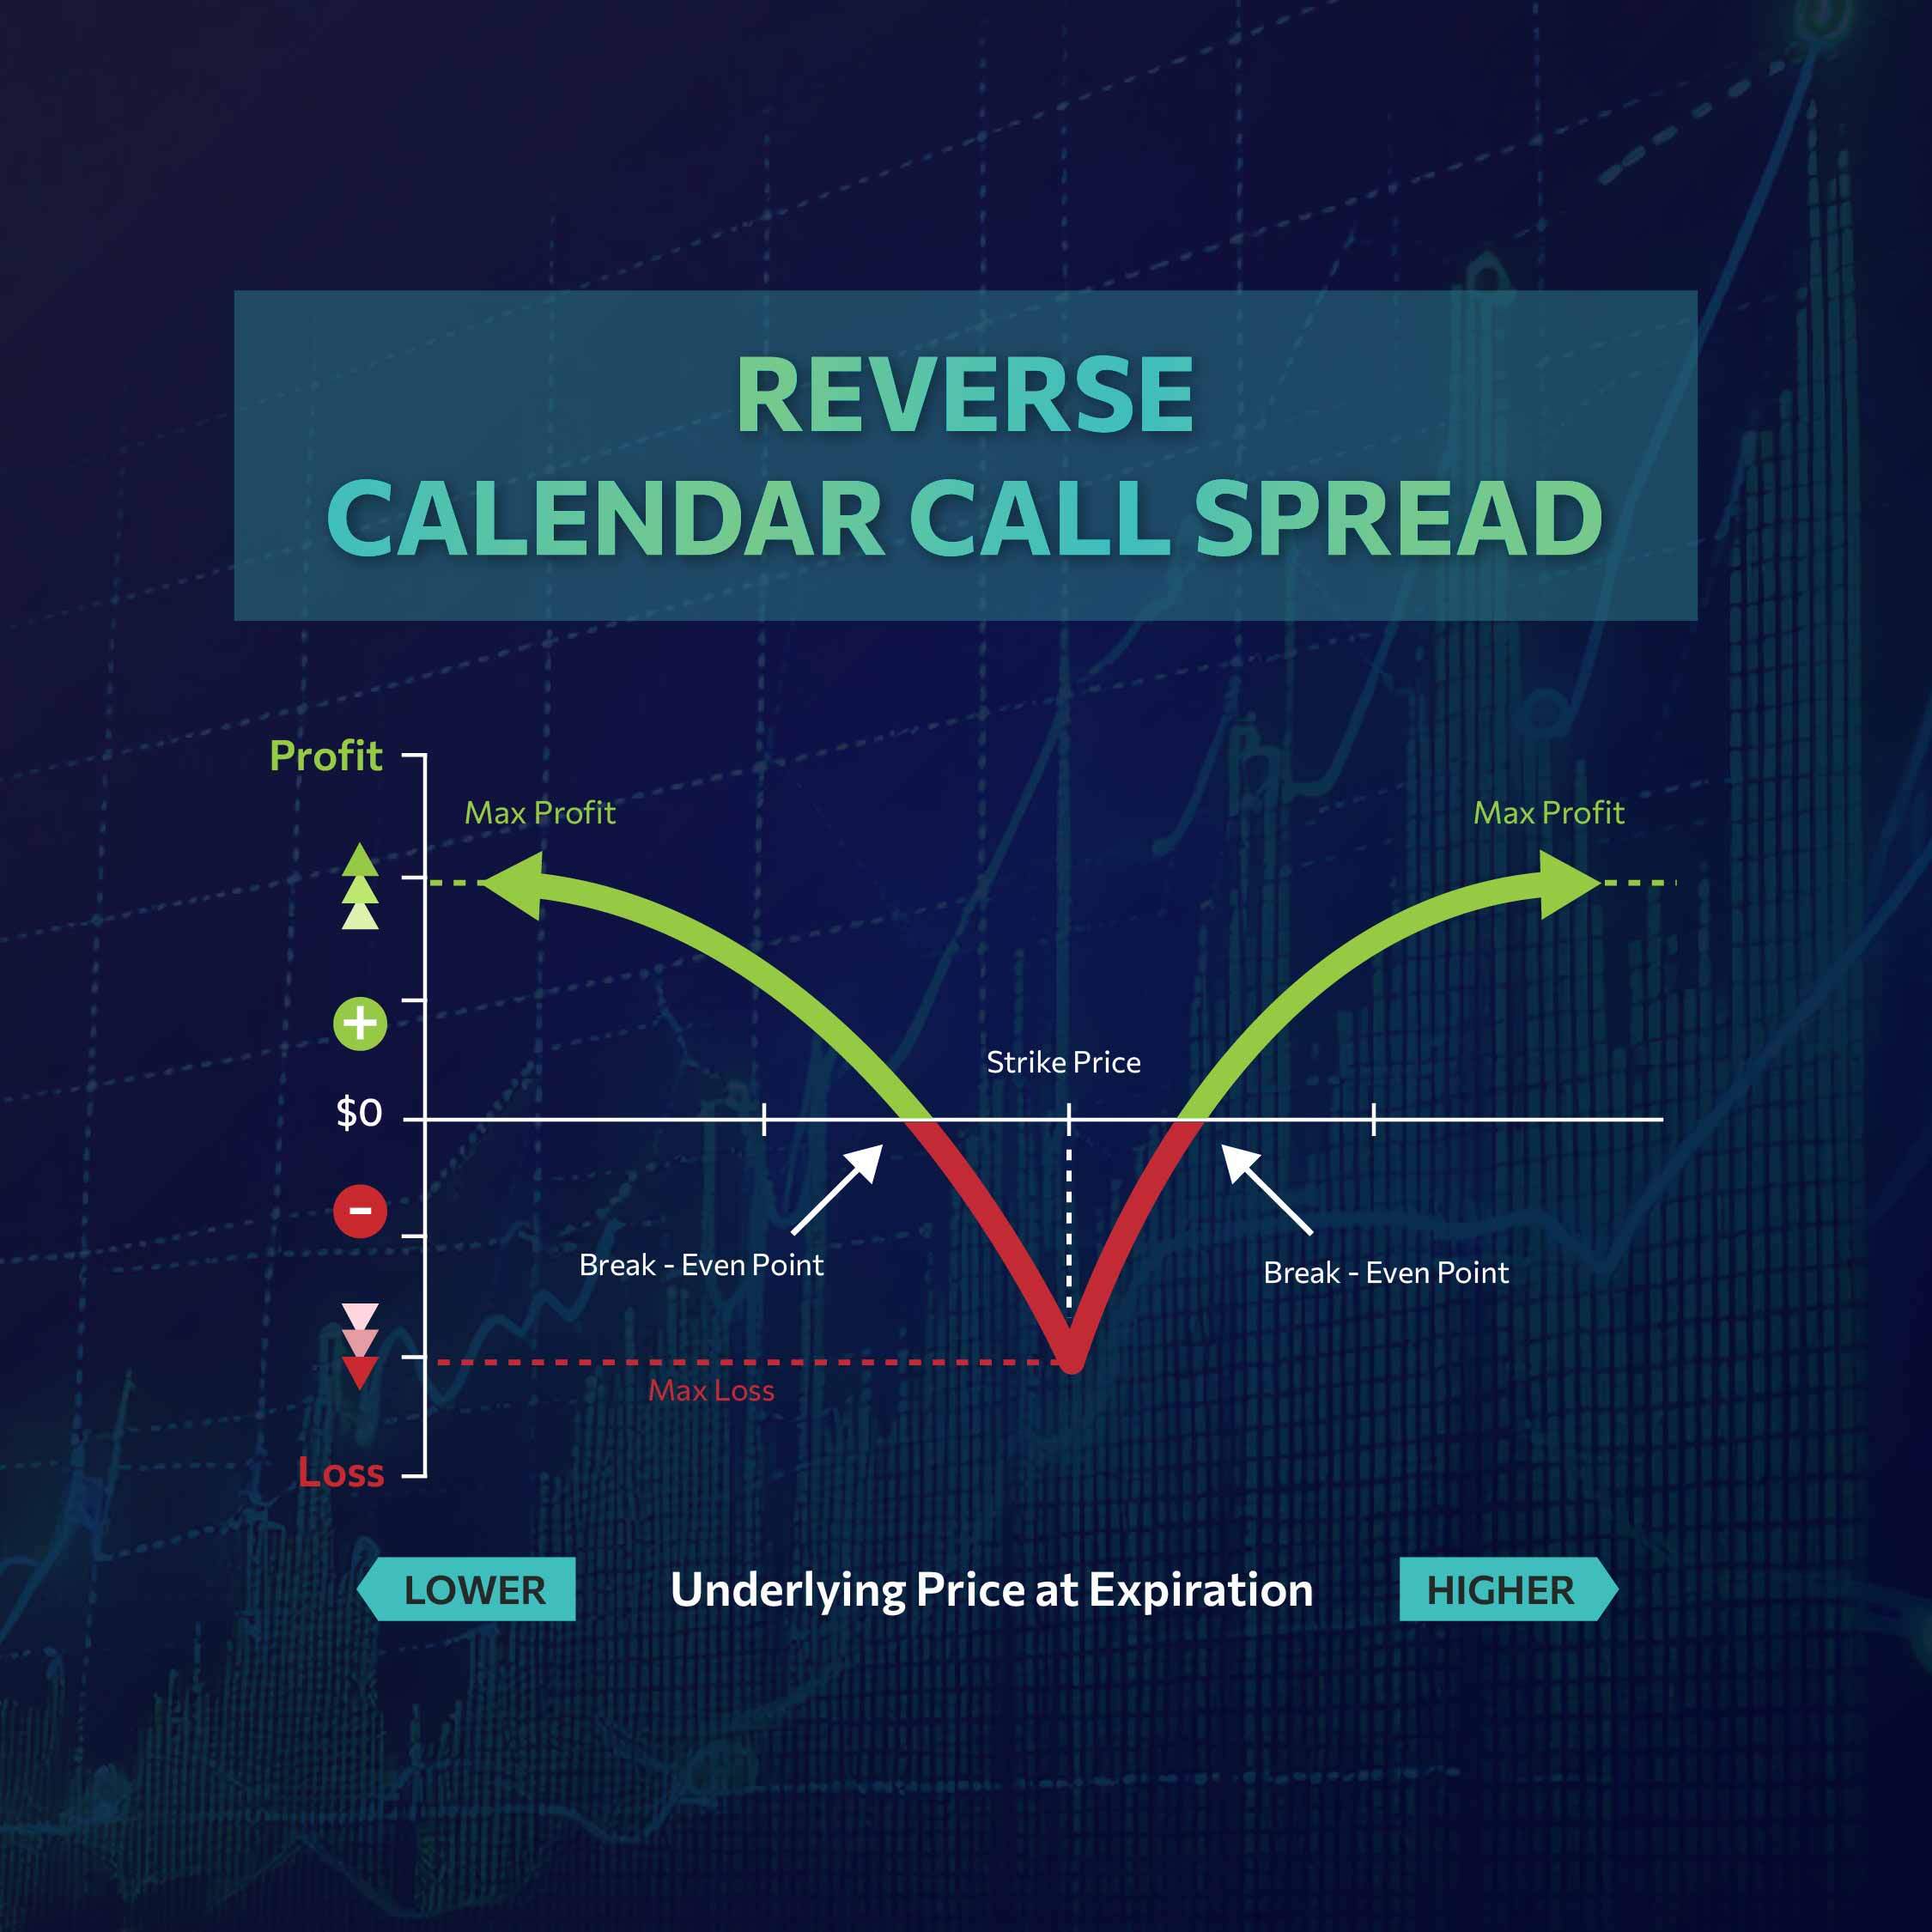 REVERSE
CALENDAR CALL SPREAD
Profit
Max Profit
Max Profit
+
Strike Price
$0
-
Break - Even Point
Break - Even Point
Max Loss
Loss
LOWER
Underlying Price at Expiration
HIGHER